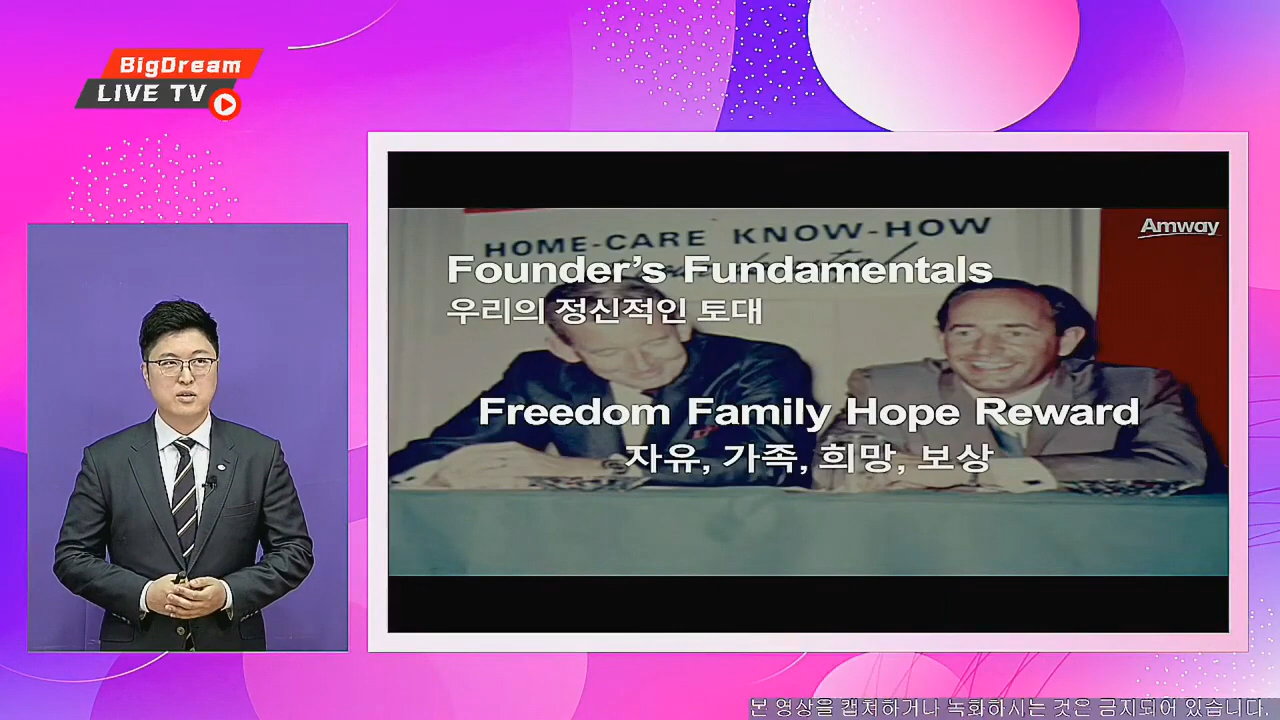 BigDream
LIVE TV
Amway
HOME-CARE KNOW-HOW
Founder's Fundamentals
우리의 정신적인 토대
Freedom Family Hope Reward
자유, 가족, 희망, 보상
본 영상을 캡처하거나 녹화하시는 것은 금지되어 있습니다.